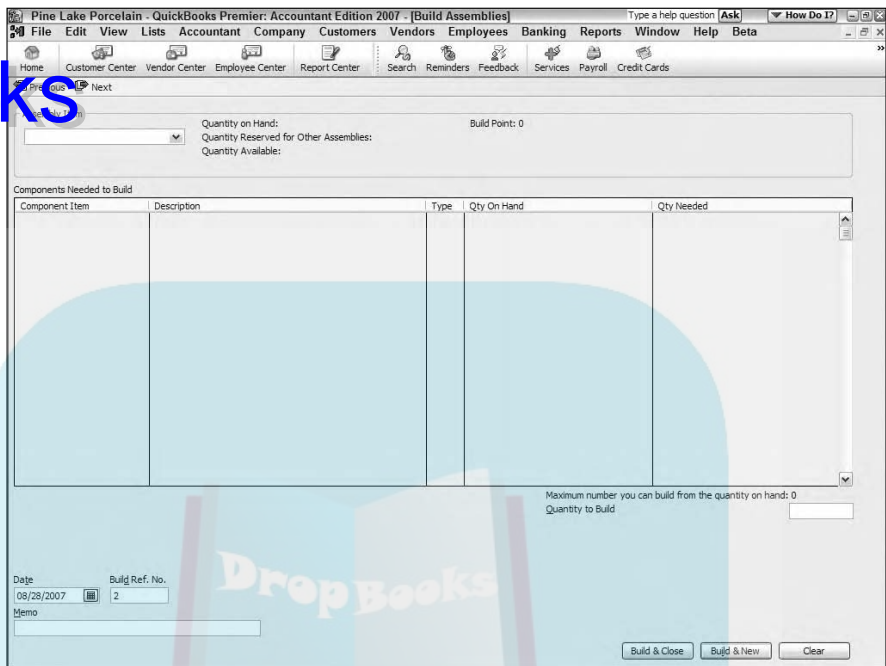 Pine Lake Porcelain - QuickBooks Premier: Accountant Edition 2007 - [Build Assemblies]
Type a help question Ask How Do I?
File Edit View Lists Accountant Company Customers Vendors Employees Banking Reports Window Help Beta
Home Customer Center Vendor Center Employee Center Report Center Search Reminders Feedback Services Payroll Credit Cards
ks
Previous Next
Assembly Item
Quantity on Hand:
Build Point: 0
Quantity Reserved for Other Assemblies:
Quantity Available:
Components Needed to Build
Component Item Description Type Qty On Hand Qty Needed
Maximum number you can build from the quantity on hand: 0
Quantity to Build
DropBooks
Date Build Ref. No.
08/28/2007 2
Memo
Build & Close Build & New Clear